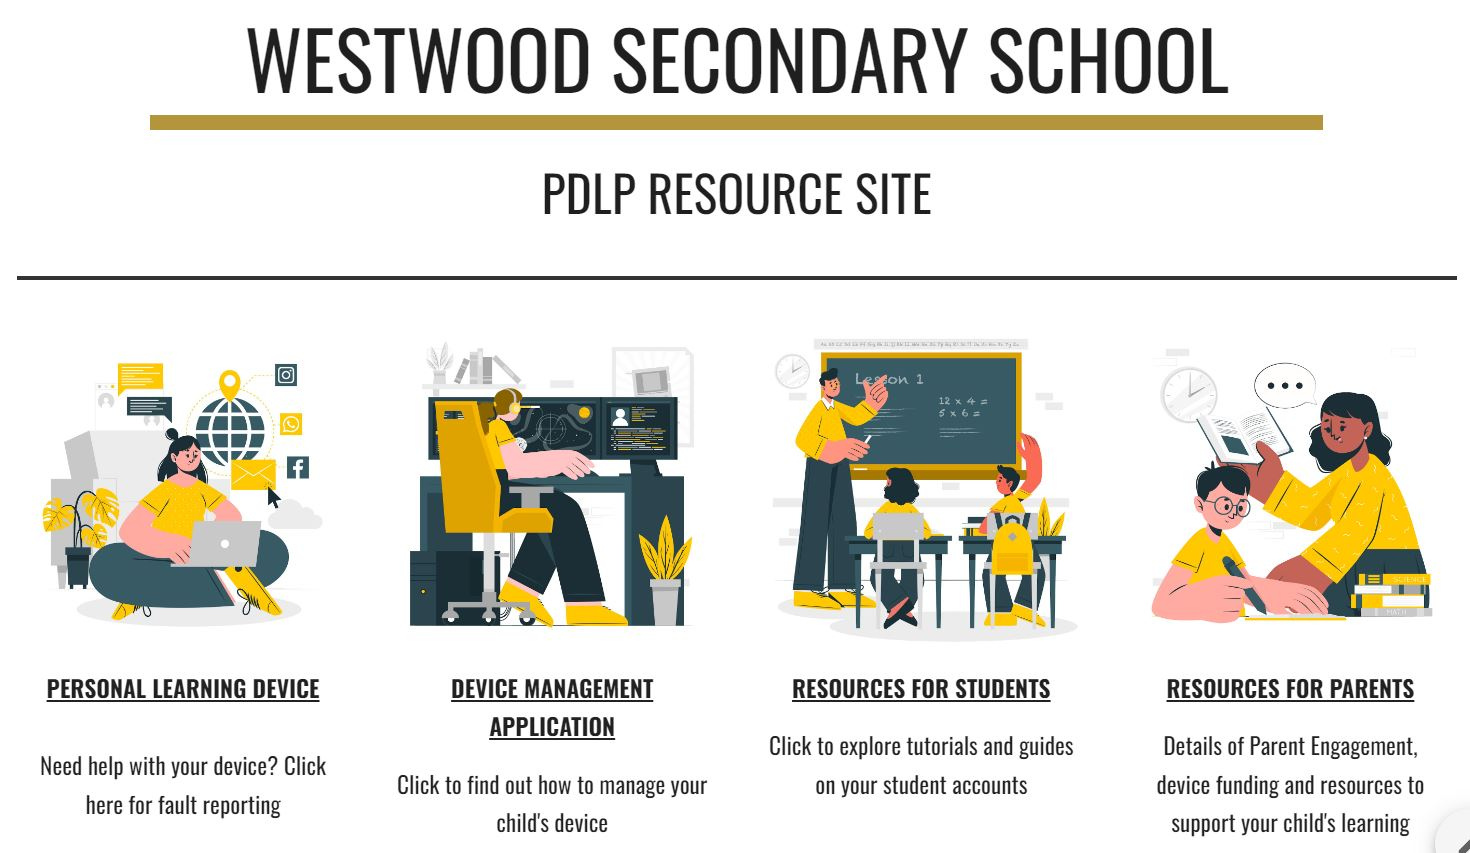 WESTWOOD SECONDARY SCHOOL
PDLP RESOURCE SITE
Lesson 1
12 x 4 =
5 x 6 =
SCIENCE
MATH
PERSONAL LEARNING DEVICE
Need help with your device? Click
here for fault reporting
DEVICE MANAGEMENT
APPLICATION
Click to find out how to manage your
child's device
RESOURCES FOR STUDENTS
Click to explore tutorials and guides
on your student accounts
RESOURCES FOR PARENTS
Details of Parent Engagement,
device funding and resources to
support your child's learning